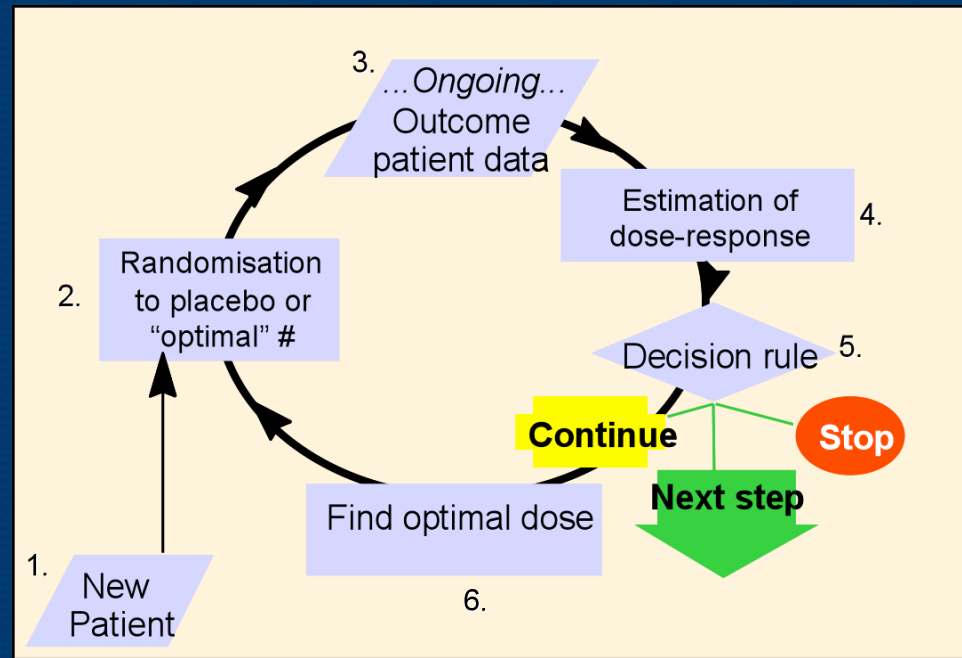 1.
New
Patient
2.
Randomisation
to placebo or
“optimal” #
3.
...Ongoing...
Outcome
patient data
4.
Estimation of
dose-response
5.
Decision rule
Continue
Stop
Next step
Find optimal dose
6.